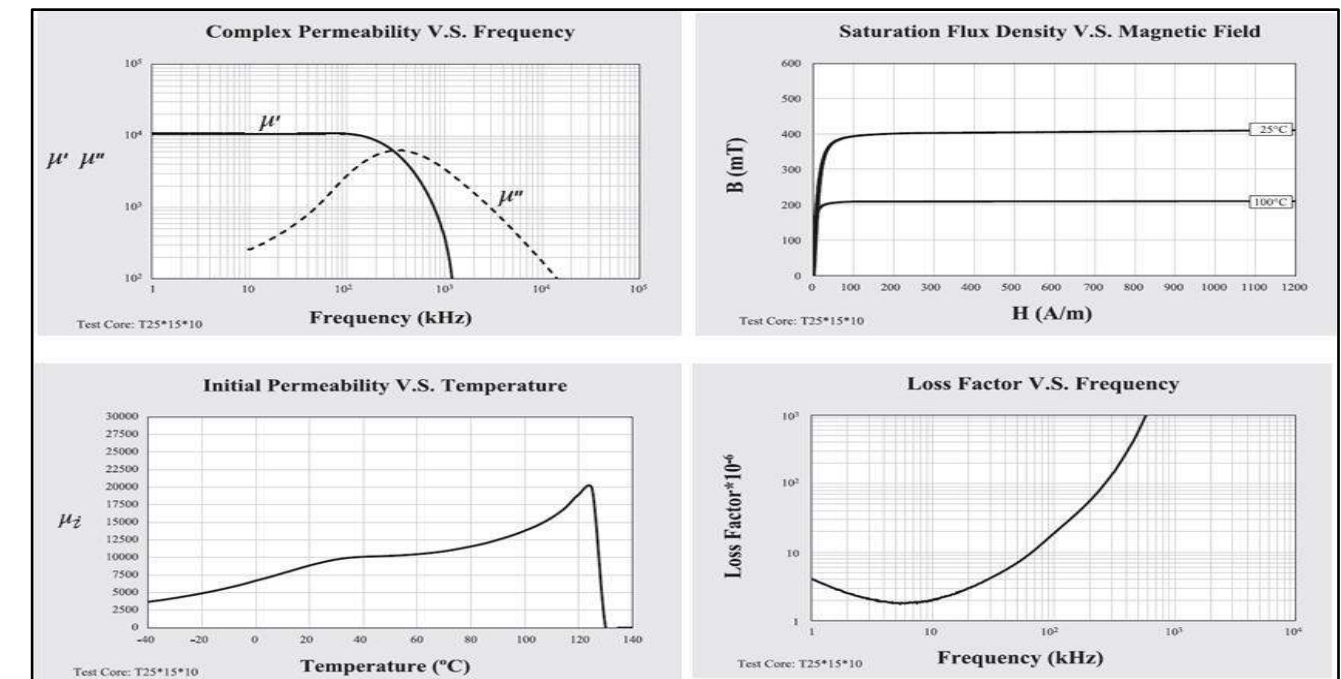 Complex Permeability V.S. Frequency
10⁵
10⁴
10³
10²
μ' μ"
μ'
μ"
1 10 10² 10³ 10⁴ 10⁵
Frequency (kHz)
Test Core: T25*15*10
Saturation Flux Density V.S. Magnetic Field
600
500
400
300
200
100
0
B (mT)
25°C
100°C
0 100 200 300 400 500 600 700 800 900 1000 1100 1200
H (A/m)
Test Core: T25*15*10
Initial Permeability V.S. Temperature
30000
27500
25000
22500
20000
17500
15000
12500
10000
7500
5000
2500
0
μi
-40 -20 0 20 40 60 80 100 120 140
Temperature (°C)
Test Core: T25*15*10
Loss Factor V.S. Frequency
10³
10²
10
1
Loss Factor*10⁻⁶
1 10 10² 10³ 10⁴
Frequency (kHz)
Test Core: T25*15*10